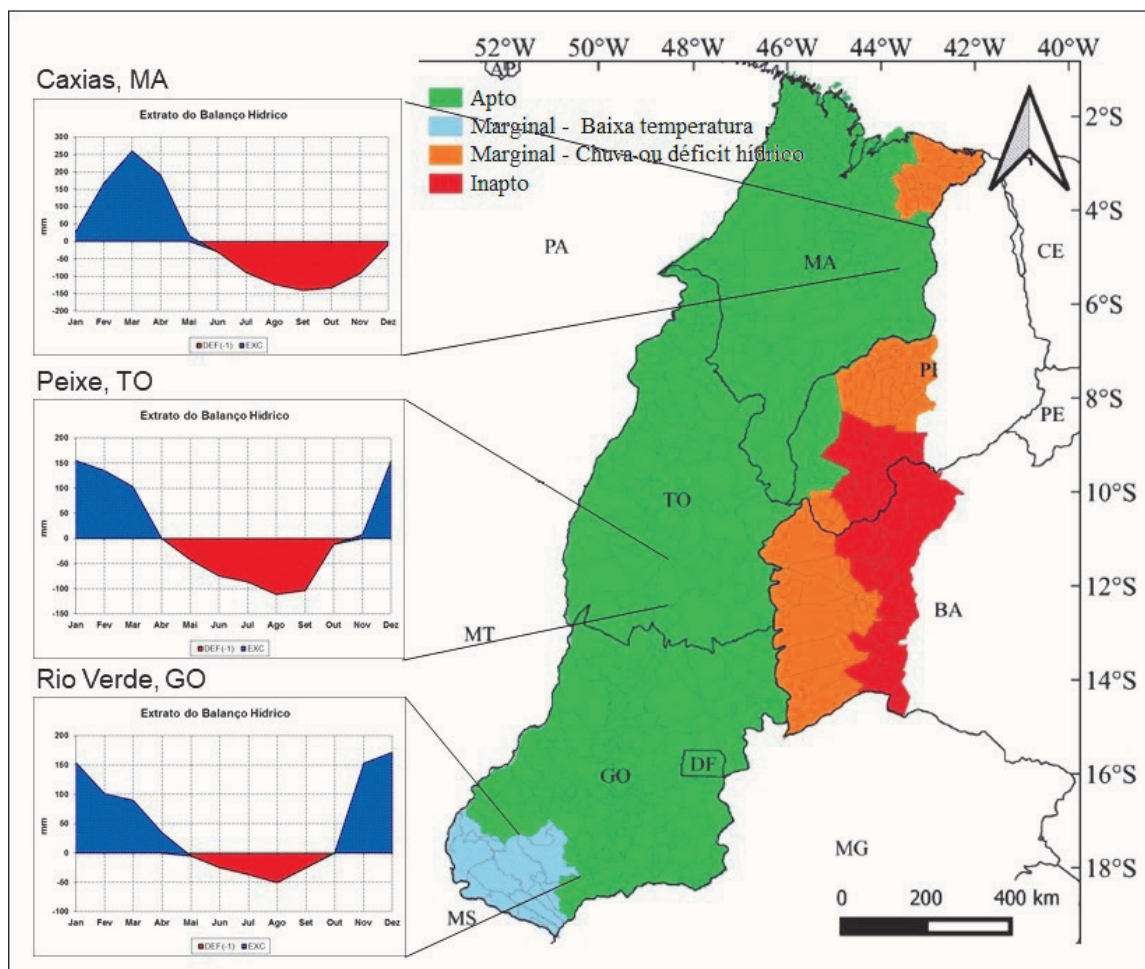 52°W 50°W 48°W 46°W 44°W 42°W 40°W
AP
Apto
Marginal - Baixa temperatura
Marginal - Chuva ou déficit hídrico
Inapto
2°S
4°S
6°S
8°S
10°S
12°S
14°S
16°S
18°S
PA
MA
CE
PI
PE
TO
MT
BA
GO
DF
MG
MS
0 200 400 km
Caxias, MA
Extrato do Balanço Hídrico
300
250
200
150
100
50
0
-50
-100
-150
-200
mm
Jan Fev Mar Abr Mai Jun Jul Ago Set Out Nov Dez
DEF(-1) EXC
Peixe, TO
Extrato do Balanço Hídrico
200
150
100
50
0
-50
-100
-150
mm
Jan Fev Mar Abr Mai Jun Jul Ago Set Out Nov Dez
DEF(-1) EXC
Rio Verde, GO
Extrato do Balanço Hídrico
200
150
100
50
0
-50
-100
mm
Jan Fev Mar Abr Mai Jun Jul Ago Set Out Nov Dez
DEF(-1) EXC